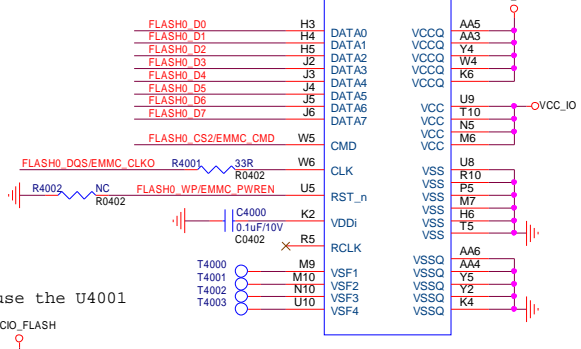 FLASH0_D0 H3 DATA0 VCCQ AA5
FLASH0_D1 H4 DATA1 VCCQ AA3
FLASH0_D2 H5 DATA2 VCCQ Y4
FLASH0_D3 J2 DATA3 VCCQ W4
FLASH0_D4 J3 DATA4 VCCQ K6
FLASH0_D5 J4 DATA5
FLASH0_D6 J5 DATA6 VCC U9 VCC_IO
FLASH0_D7 J6 DATA7 VCC T10
VCC N5
FLASH0_CS2/EMMC_CMD W5 CMD VCC M6
FLASH0_DQS/EMMC_CLKO R4001 33R W6 CLK VSS U8
R0402 VSS R10
R4002 NC FLASH0_WP/EMMC_PWREN U5 RST_n VSS P5
R0402 VSS M7
C4000 K2 VDDi VSS H6
0.1uF/10V VSS T5
C0402 R5 RCLK
VSSQ AA6
T4000 M9 VSF1 VSSQ AA4
T4001 M10 VSF2 VSSQ Y5
T4002 N10 VSF3 VSSQ Y2
T4003 U10 VSF4 VSSQ K4
use the U4001
CIO_FLASH